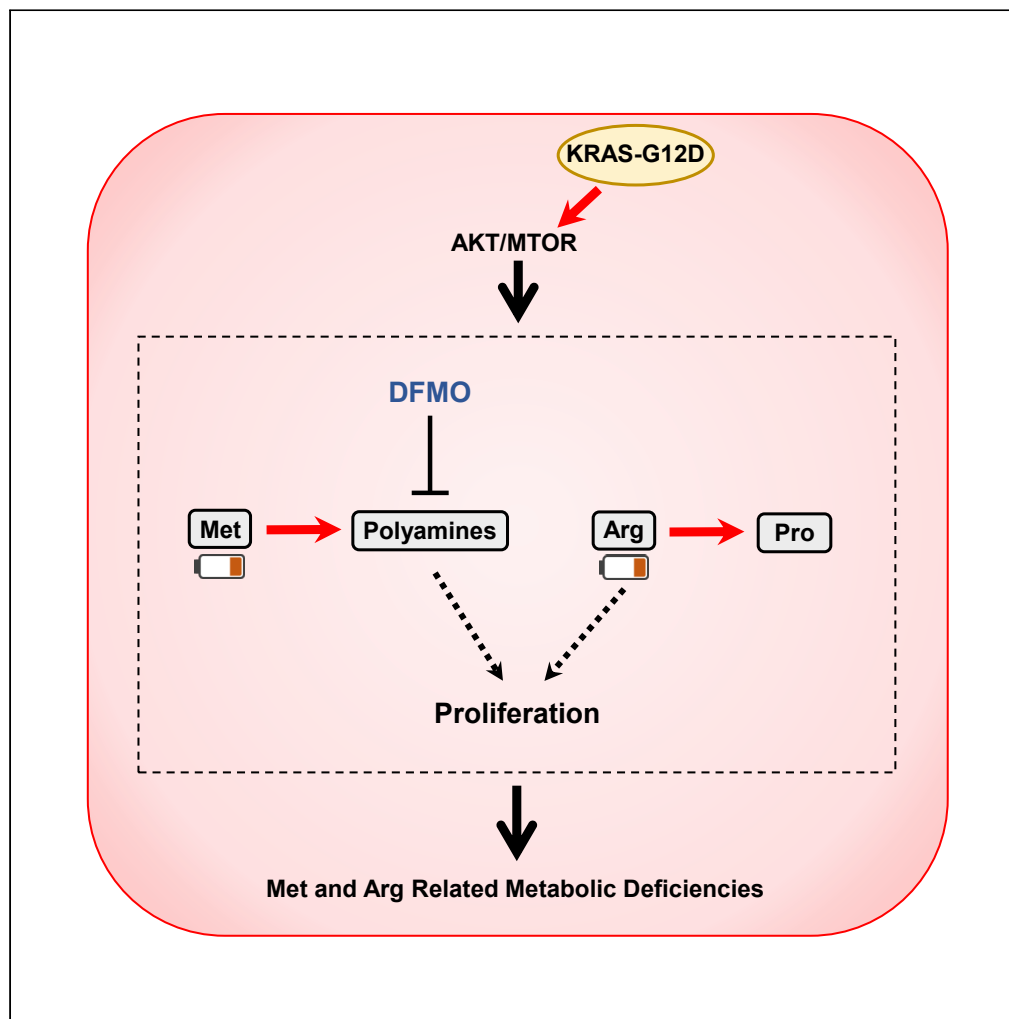 KRAS-G12D
AKT/MTOR
DFMO
Met
Polyamines
Arg
Pro
Proliferation
Met and Arg Related Metabolic Deficiencies